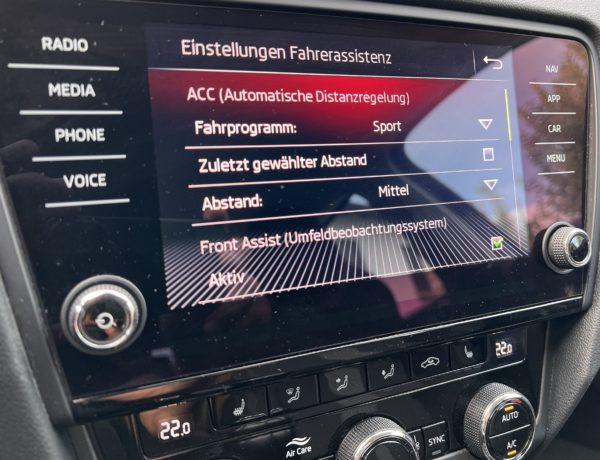 RADIO
MEDIA
PHONE
VOICE
Einstellungen Fahrerassistenz
ACC (Automatische Distanzregelung)
Fahrprogramm: Sport
Zuletzt gewählter Abstand
Abstand: Mittel
Front Assist (Umfeldbeobachtungssystem)
Aktiv
NAV
APP
CAR
MENU
22.0
22.0
Air Care
SYNC
AUTO
A/C